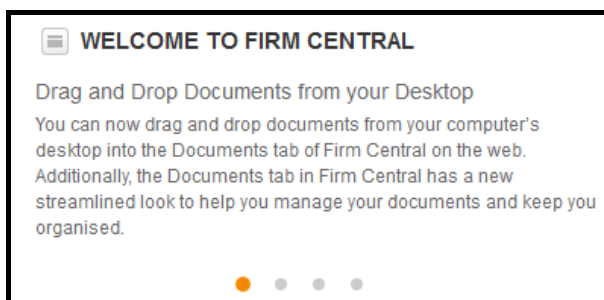 WELCOME TO FIRM CENTRAL
Drag and Drop Documents from your Desktop
You can now drag and drop documents from your computer's
desktop into the Documents tab of Firm Central on the web.
Additionally, the Documents tab in Firm Central has a new
streamlined look to help you manage your documents and keep you
organised.